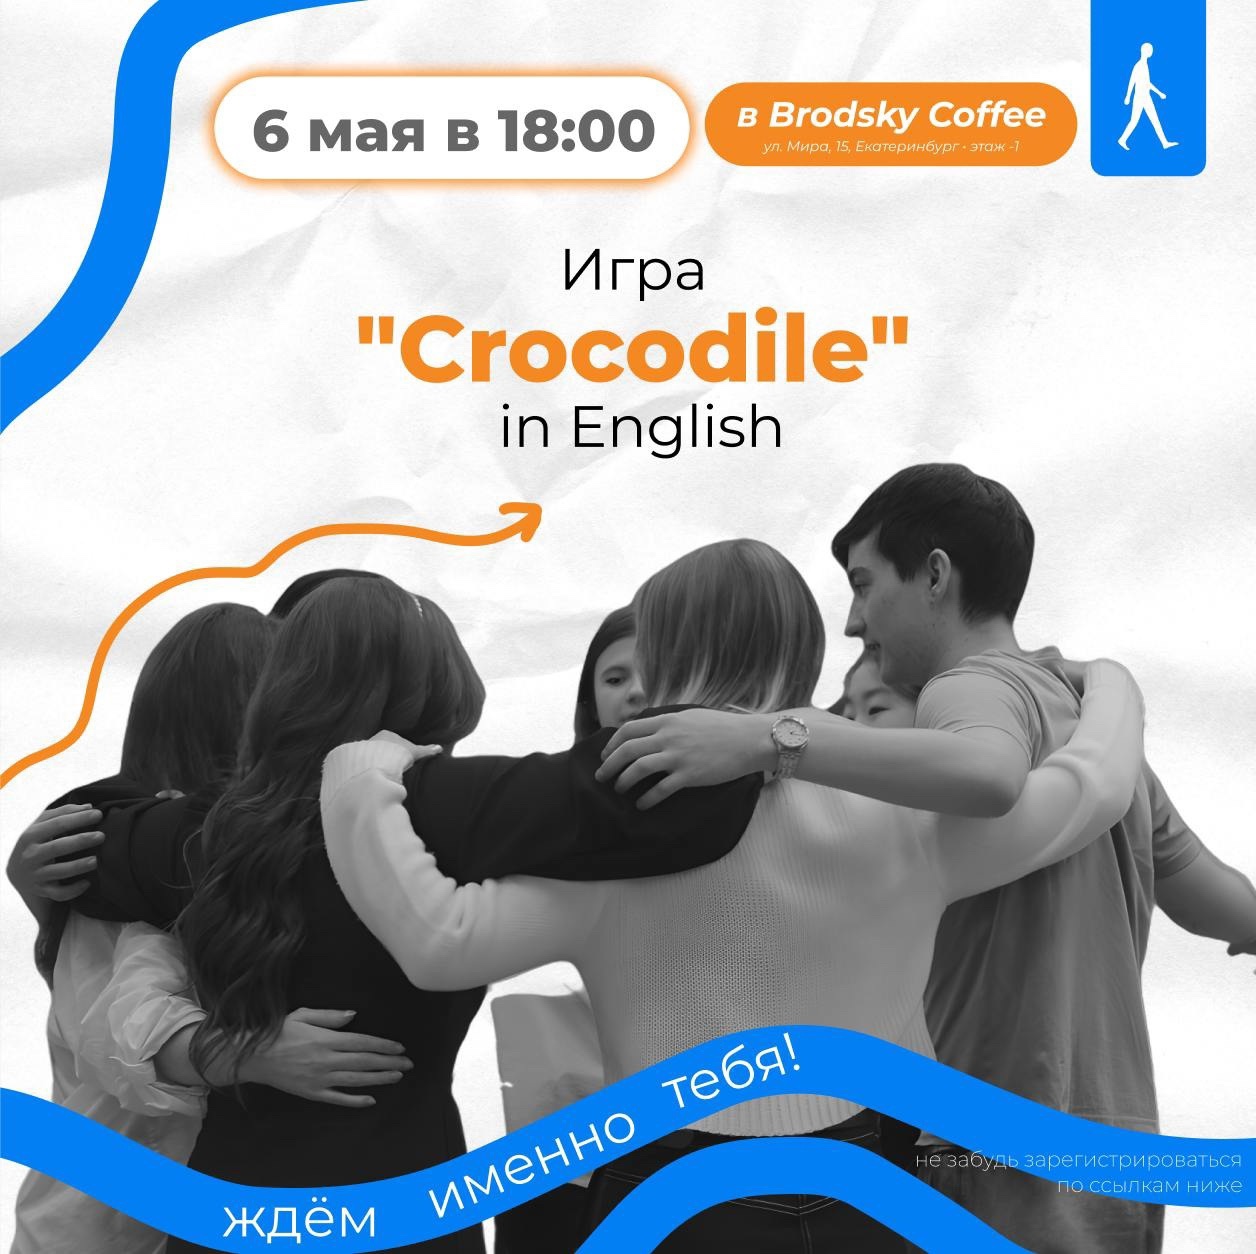 6 мая в 18:00
в Brodsky Coffee
ул. Мира, 15, Екатеринбург • этаж -1
Игра
"Crocodile"
in English
ждём именно тебя!
не забудь зарегистрироваться
по ссылкам ниже